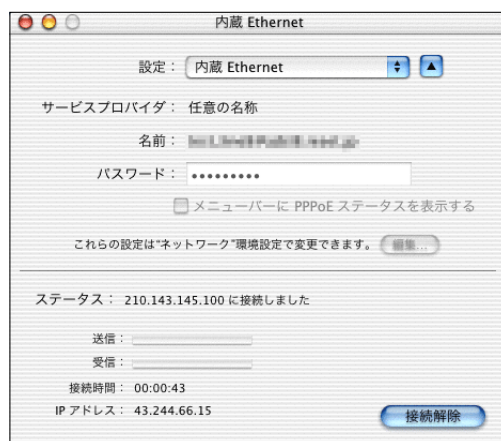 内蔵 Ethernet
設定： 内蔵 Ethernet
サービスプロバイダ： 任意の名称
名前：
パスワード： •••••••••
メニューバーに PPPoE ステータスを表示する
これらの設定は“ネットワーク”環境設定で変更できます。 編集...
ステータス： 210.143.145.100 に接続しました
送信：
受信：
接続時間： 00:00:43
IP アドレス： 43.244.66.15
接続解除